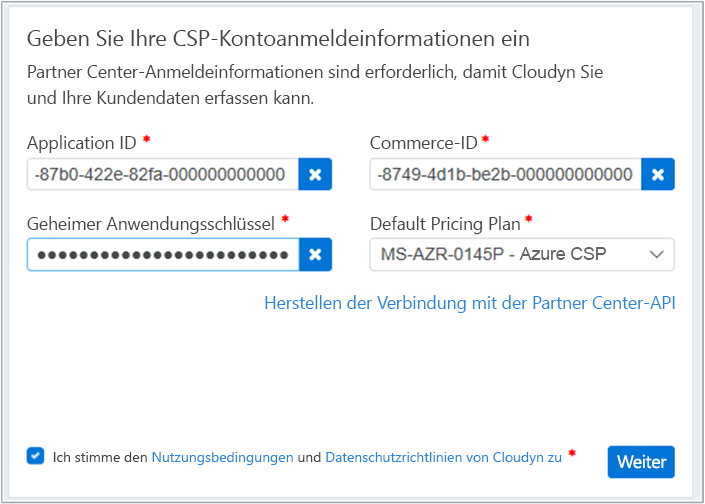 Geben Sie Ihre CSP-Kontoanmeldeinformationen ein
Partner Center-Anmeldeinformationen sind erforderlich, damit Cloudyn Sie
und Ihre Kundendaten erfassen kann.
Application ID *
Commerce-ID *
-87b0-422e-82fa-000000000000
-8749-4d1b-be2b-000000000000
Geheimer Anwendungsschlüssel *
Default Pricing Plan *
●●●●●●●●●●●●●●●●●●●●●●●●
MS-AZR-0145P - Azure CSP
Herstellen der Verbindung mit der Partner Center-API
Ich stimme den Nutzungsbedingungen und Datenschutzrichtlinien von Cloudyn zu *
Weiter